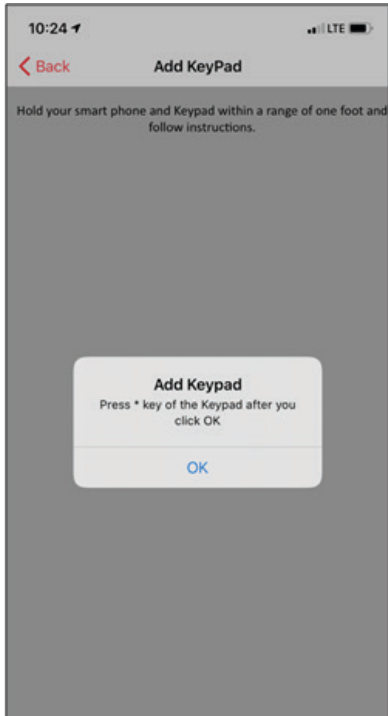 10:24
LTE
Back
Add KeyPad
Hold your smart phone and Keypad within a range of one foot and
follow instructions.
Add Keypad
Press * key of the Keypad after you
click OK
OK